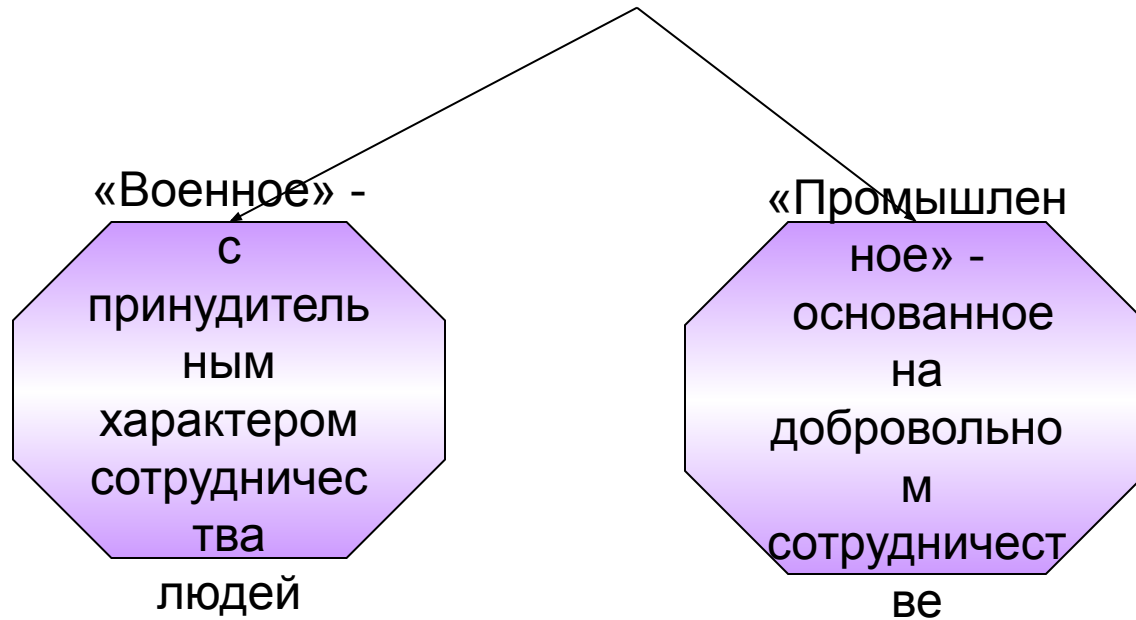 «Военное» -
с
принудитель
ным
характером
сотрудничес
тва
людей
«Промышлен
ное» -
основанное
на
добровольно
м
сотрудничест
ве